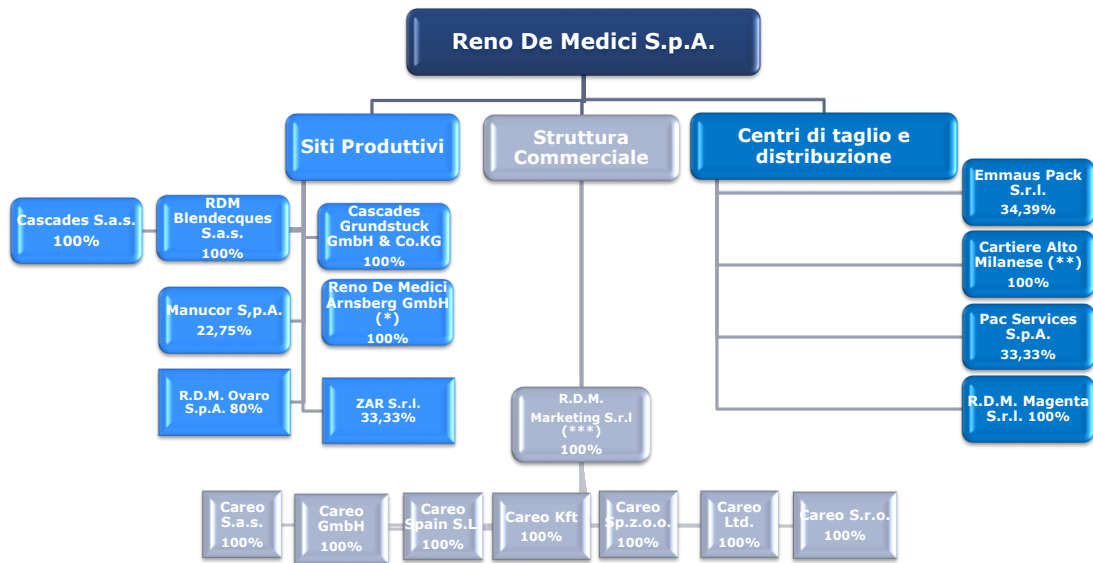 Reno De Medici S.p.A.
Siti Produttivi
Struttura
Commerciale
Centri di taglio e
distribuzione
Cascades S.a.s.
100%
RDM
Blendecques
S.a.s.
100%
Cascades
Grundstuck
GmbH & Co.KG
100%
Manucor S,p.A.
22,75%
Reno De Medici
Arnsberg GmbH
(*)
100%
R.D.M. Ovaro
S.p.A. 80%
ZAR S.r.l.
33,33%
R.D.M.
Marketing S.r.l
(***)
100%
Emmaus Pack
S.r.l.
34,39%
Cartiere Alto
Milanese (**)
100%
Pac Services
S.p.A.
33,33%
R.D.M. Magenta
S.r.l. 100%
Careo
S.a.s.
100%
Careo
GmbH
100%
Careo
Spain S.L
100%
Careo Kft
100%
Careo
Sp.z.o.o.
100%
Careo
Ltd.
100%
Careo S.r.o.
100%